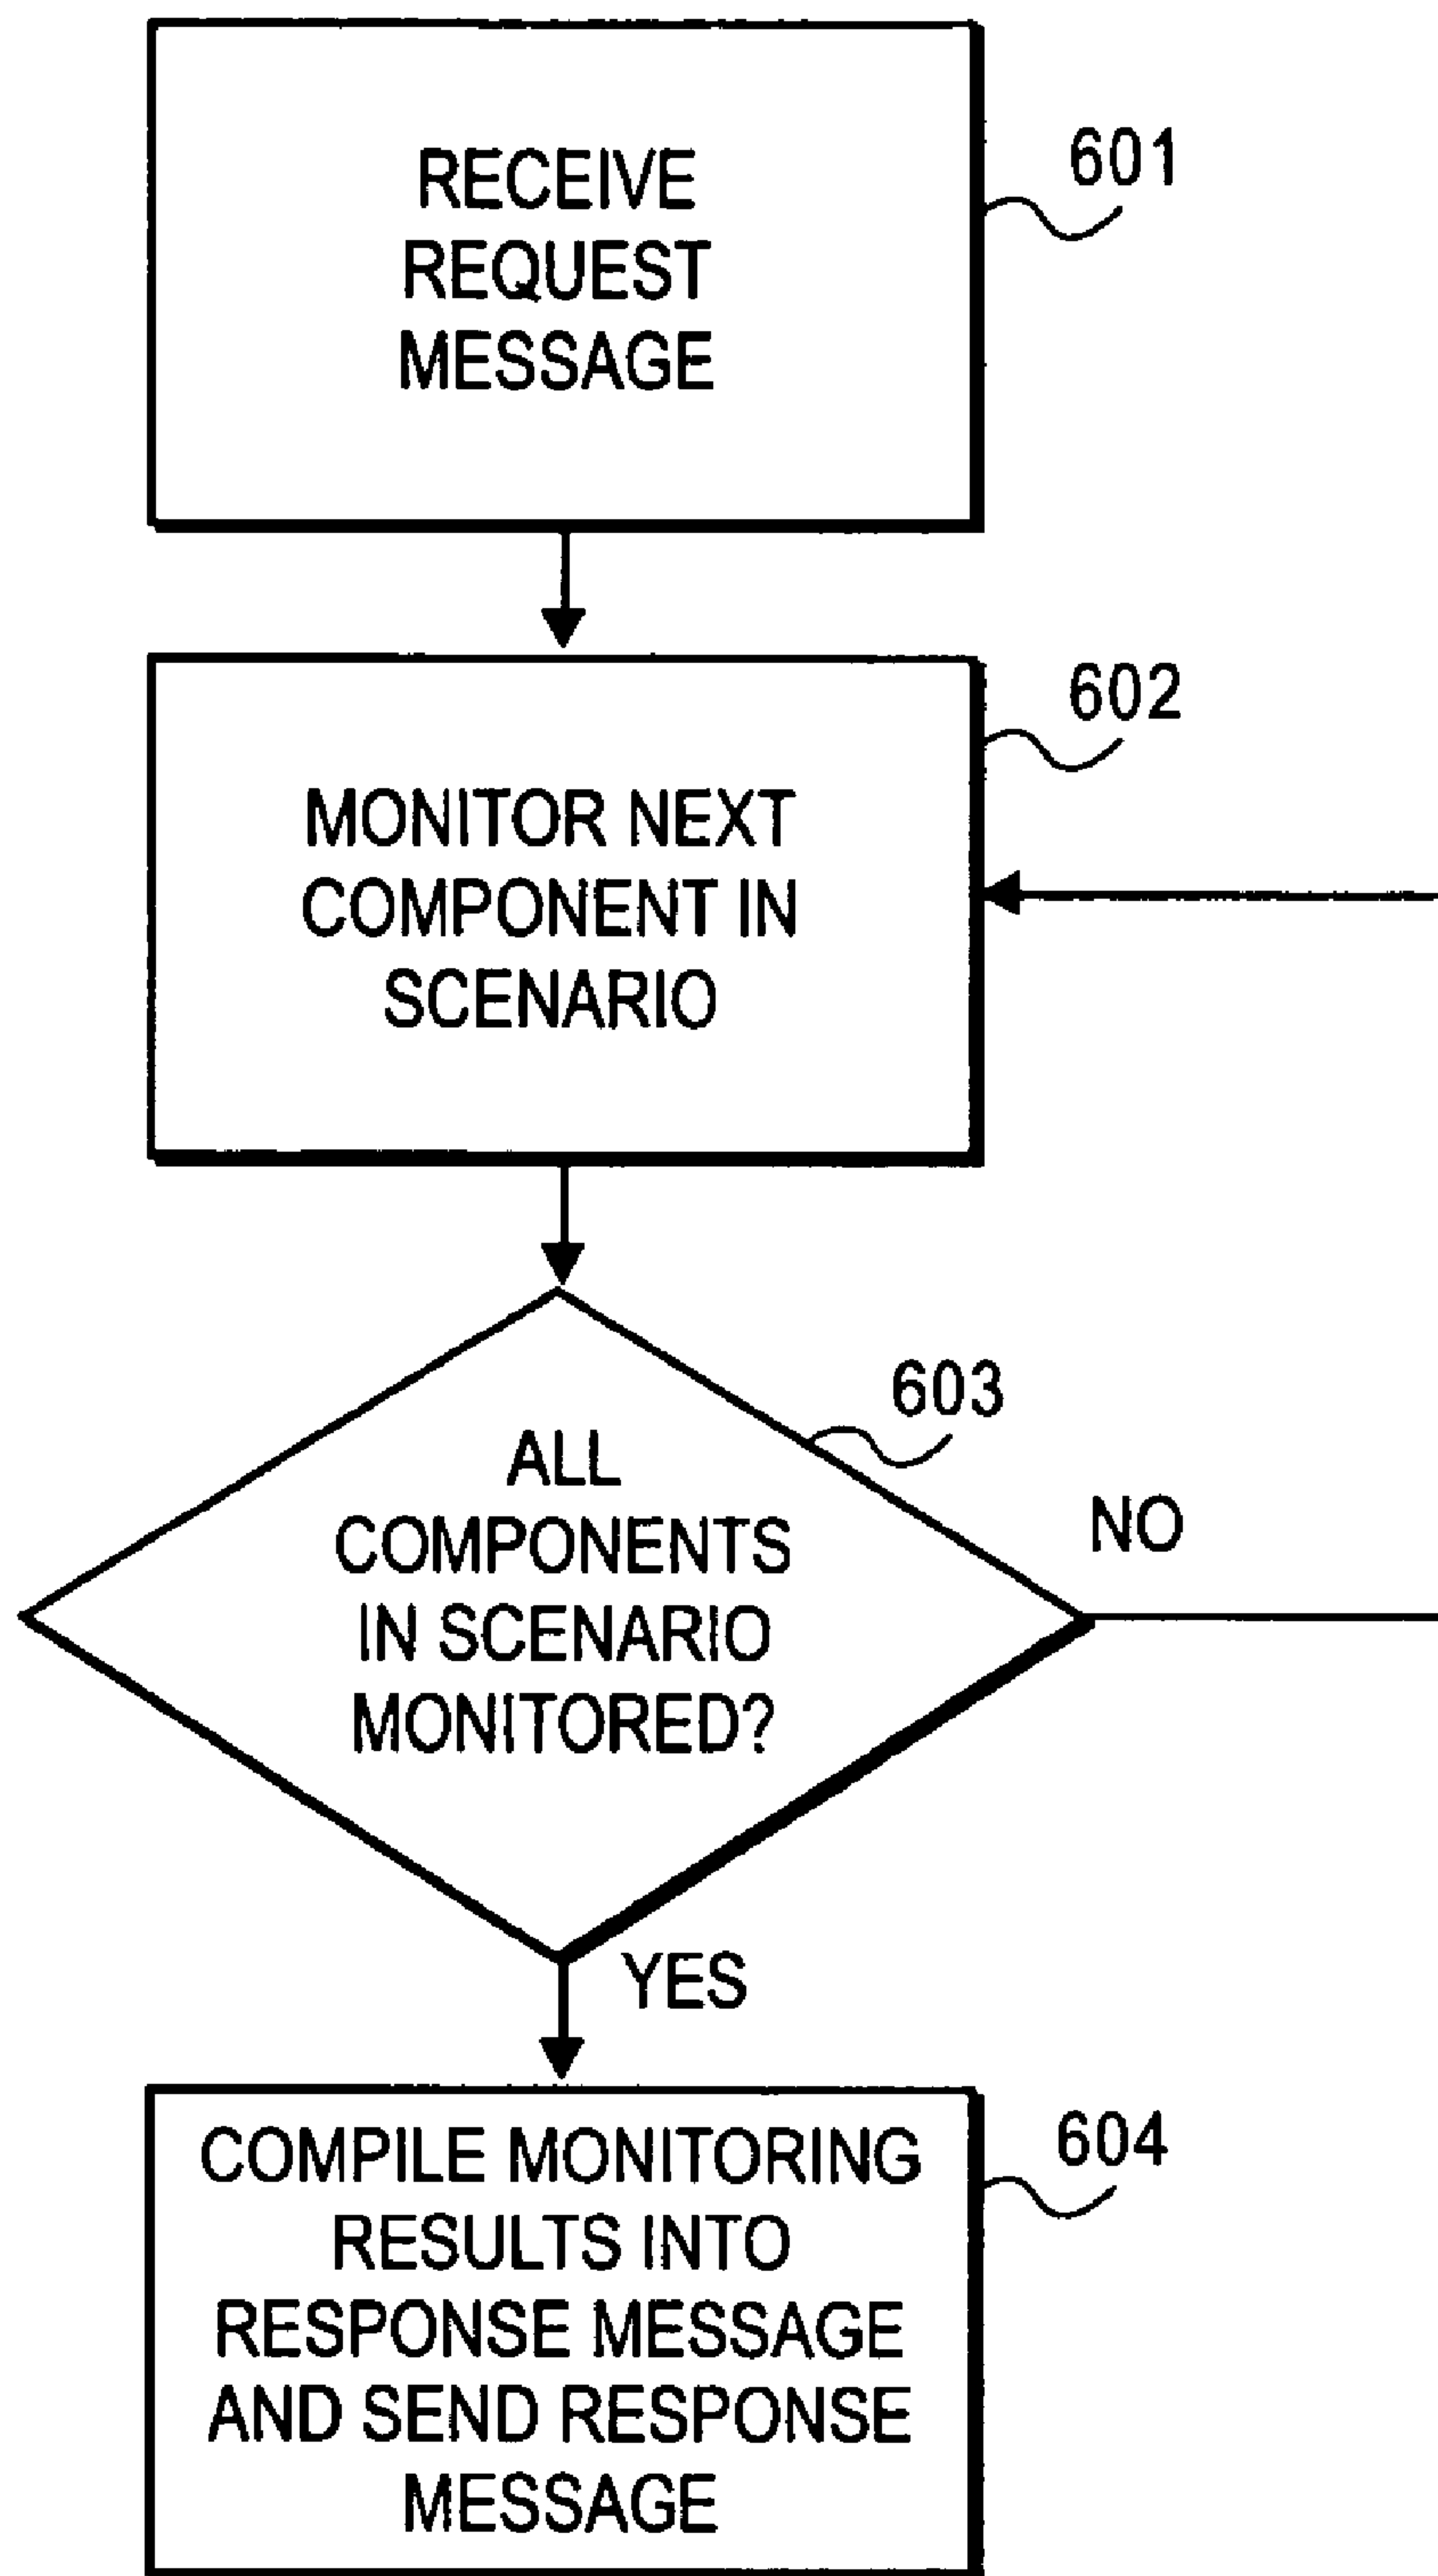 RECEIVE
REQUEST
MESSAGE
601
MONITOR NEXT
COMPONENT IN
SCENARIO
602
ALL
COMPONENTS
IN SCENARIO
MONITORED?
603
NO
YES
COMPILE MONITORING
RESULTS INTO
RESPONSE MESSAGE
AND SEND RESPONSE
MESSAGE
604